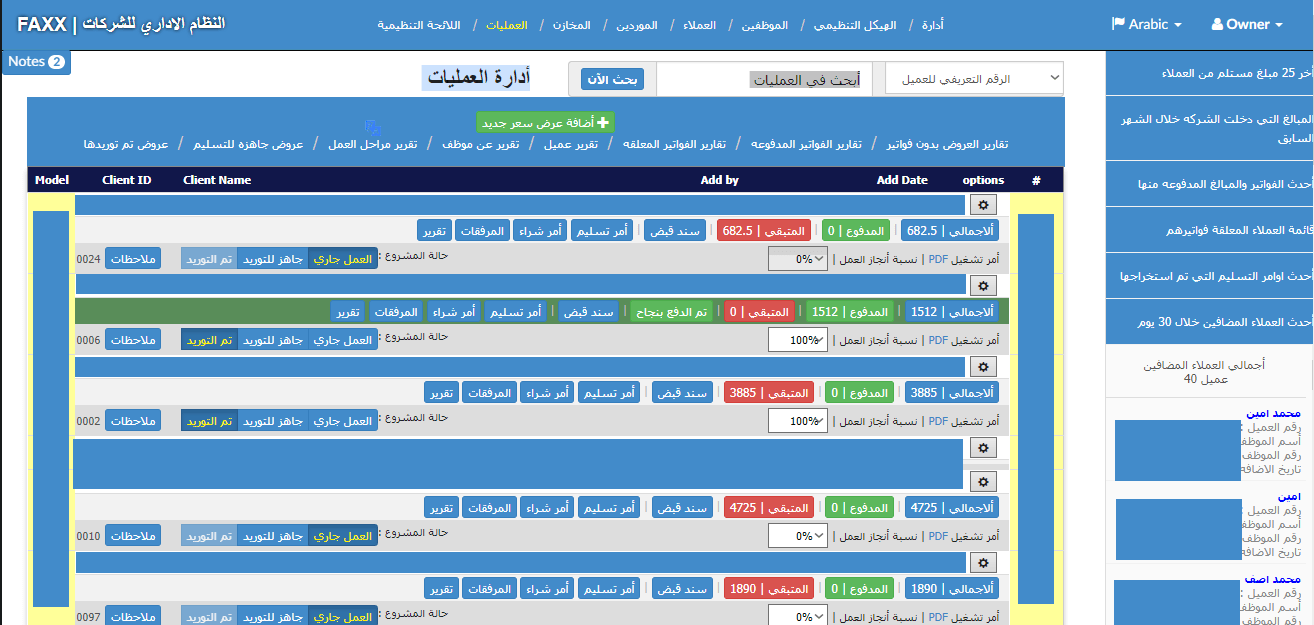 النظام الاداري للشركات | FAXX
أدارة / الهيكل التنظيمي / الموظفين / العملاء / الموردين / المخازن / العمليات / اللائحة التنظيمية
Arabic
Owner
Notes 2
أدارة العمليات
بحث الآن
أبحث في العمليات
الرقم التعريفي للعميل
أضافة عرض سعر جديد
تقارير العروض بدون فواتير / تقارير الفواتير المدفوعه / تقارير الفواتير المعلقه / تقرير عميل / تقرير عن موظف / تقرير مراحل العمل / عروض جاهزه للتسليم / عروض تم توريدها
Model Client ID Client Name Add by Add Date options #
ألاجمالي | 682.5 | المدفوع | 0 | المتبقي | 682.5 | سند قبض | أمر تسليم أمر شراء المرفقات تقرير
أمر تشغيل PDF | نسبة أنجاز العمل | 0% حالة المشروع : العمل جاري جاهز للتوريد تم التوريد ملاحظات 0024
ألاجمالي | 1512 | المدفوع | 1512 | المتبقي | 0 | تم الدفع بنجاح | سند قبض | أمر تسليم أمر شراء المرفقات تقرير
أمر تشغيل PDF | نسبة أنجاز العمل | 100% حالة المشروع : العمل جاري جاهز للتوريد تم التوريد ملاحظات 0006
ألاجمالي | 3885 | المدفوع | 0 | المتبقي | 3885 | سند قبض | أمر تسليم أمر شراء المرفقات تقرير
أمر تشغيل PDF | نسبة أنجاز العمل | 100% حالة المشروع : العمل جاري جاهز للتوريد تم التوريد ملاحظات 0002
ألاجمالي | 4725 | المدفوع | 0 | المتبقي | 4725 | سند قبض | أمر تسليم أمر شراء المرفقات تقرير
أمر تشغيل PDF | نسبة أنجاز العمل | 0% حالة المشروع : العمل جاري جاهز للتوريد تم التوريد ملاحظات 0010
ألاجمالي | 1890 | المدفوع | 0 | المتبقي | 1890 | سند قبض | أمر تسليم أمر شراء المرفقات تقرير
أمر تشغيل PDF | نسبة أنجاز العمل | 0% حالة المشروع : العمل جاري جاهز للتوريد تم التوريد ملاحظات 0097
أخر 25 مبلغ مستلم من العملاء
المبالغ التي دخلت الشركه خلال الشهر
السابق
أحدث الفواتير والمبالغ المدفوعه منها
قائمة العملاء المعلقة فواتيرهم
أحدث اوامر التسليم التي تم استخراجها
أحدث العملاء المضافين خلال 30 يوم
أجمالي العملاء المضافين
40 عميل
محمد امين
رقم العميل :
أسم الموظف
رقم الموظف
تاريخ الاضافه
امين
رقم العميل :
أسم الموظف
رقم الموظف
تاريخ الاضافه
محمد اصف
رقم العميل :
أسم الموظف
رقم الموظف